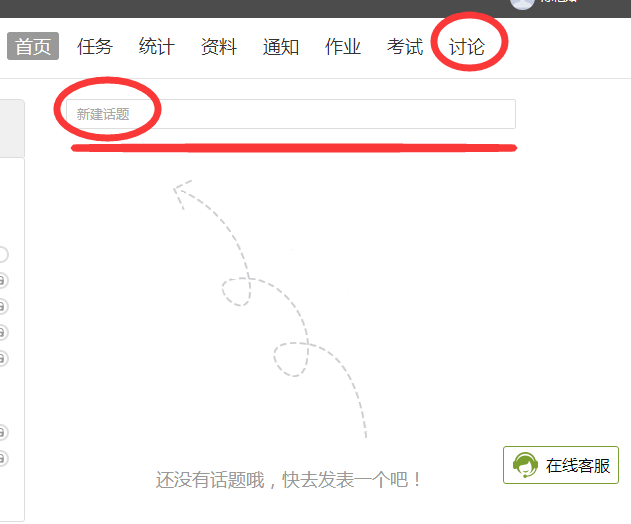 首页 任务 统计 资料 通知 作业 考试 讨论
新建话题
还没有话题哦，快去发表一个吧！
在线客服